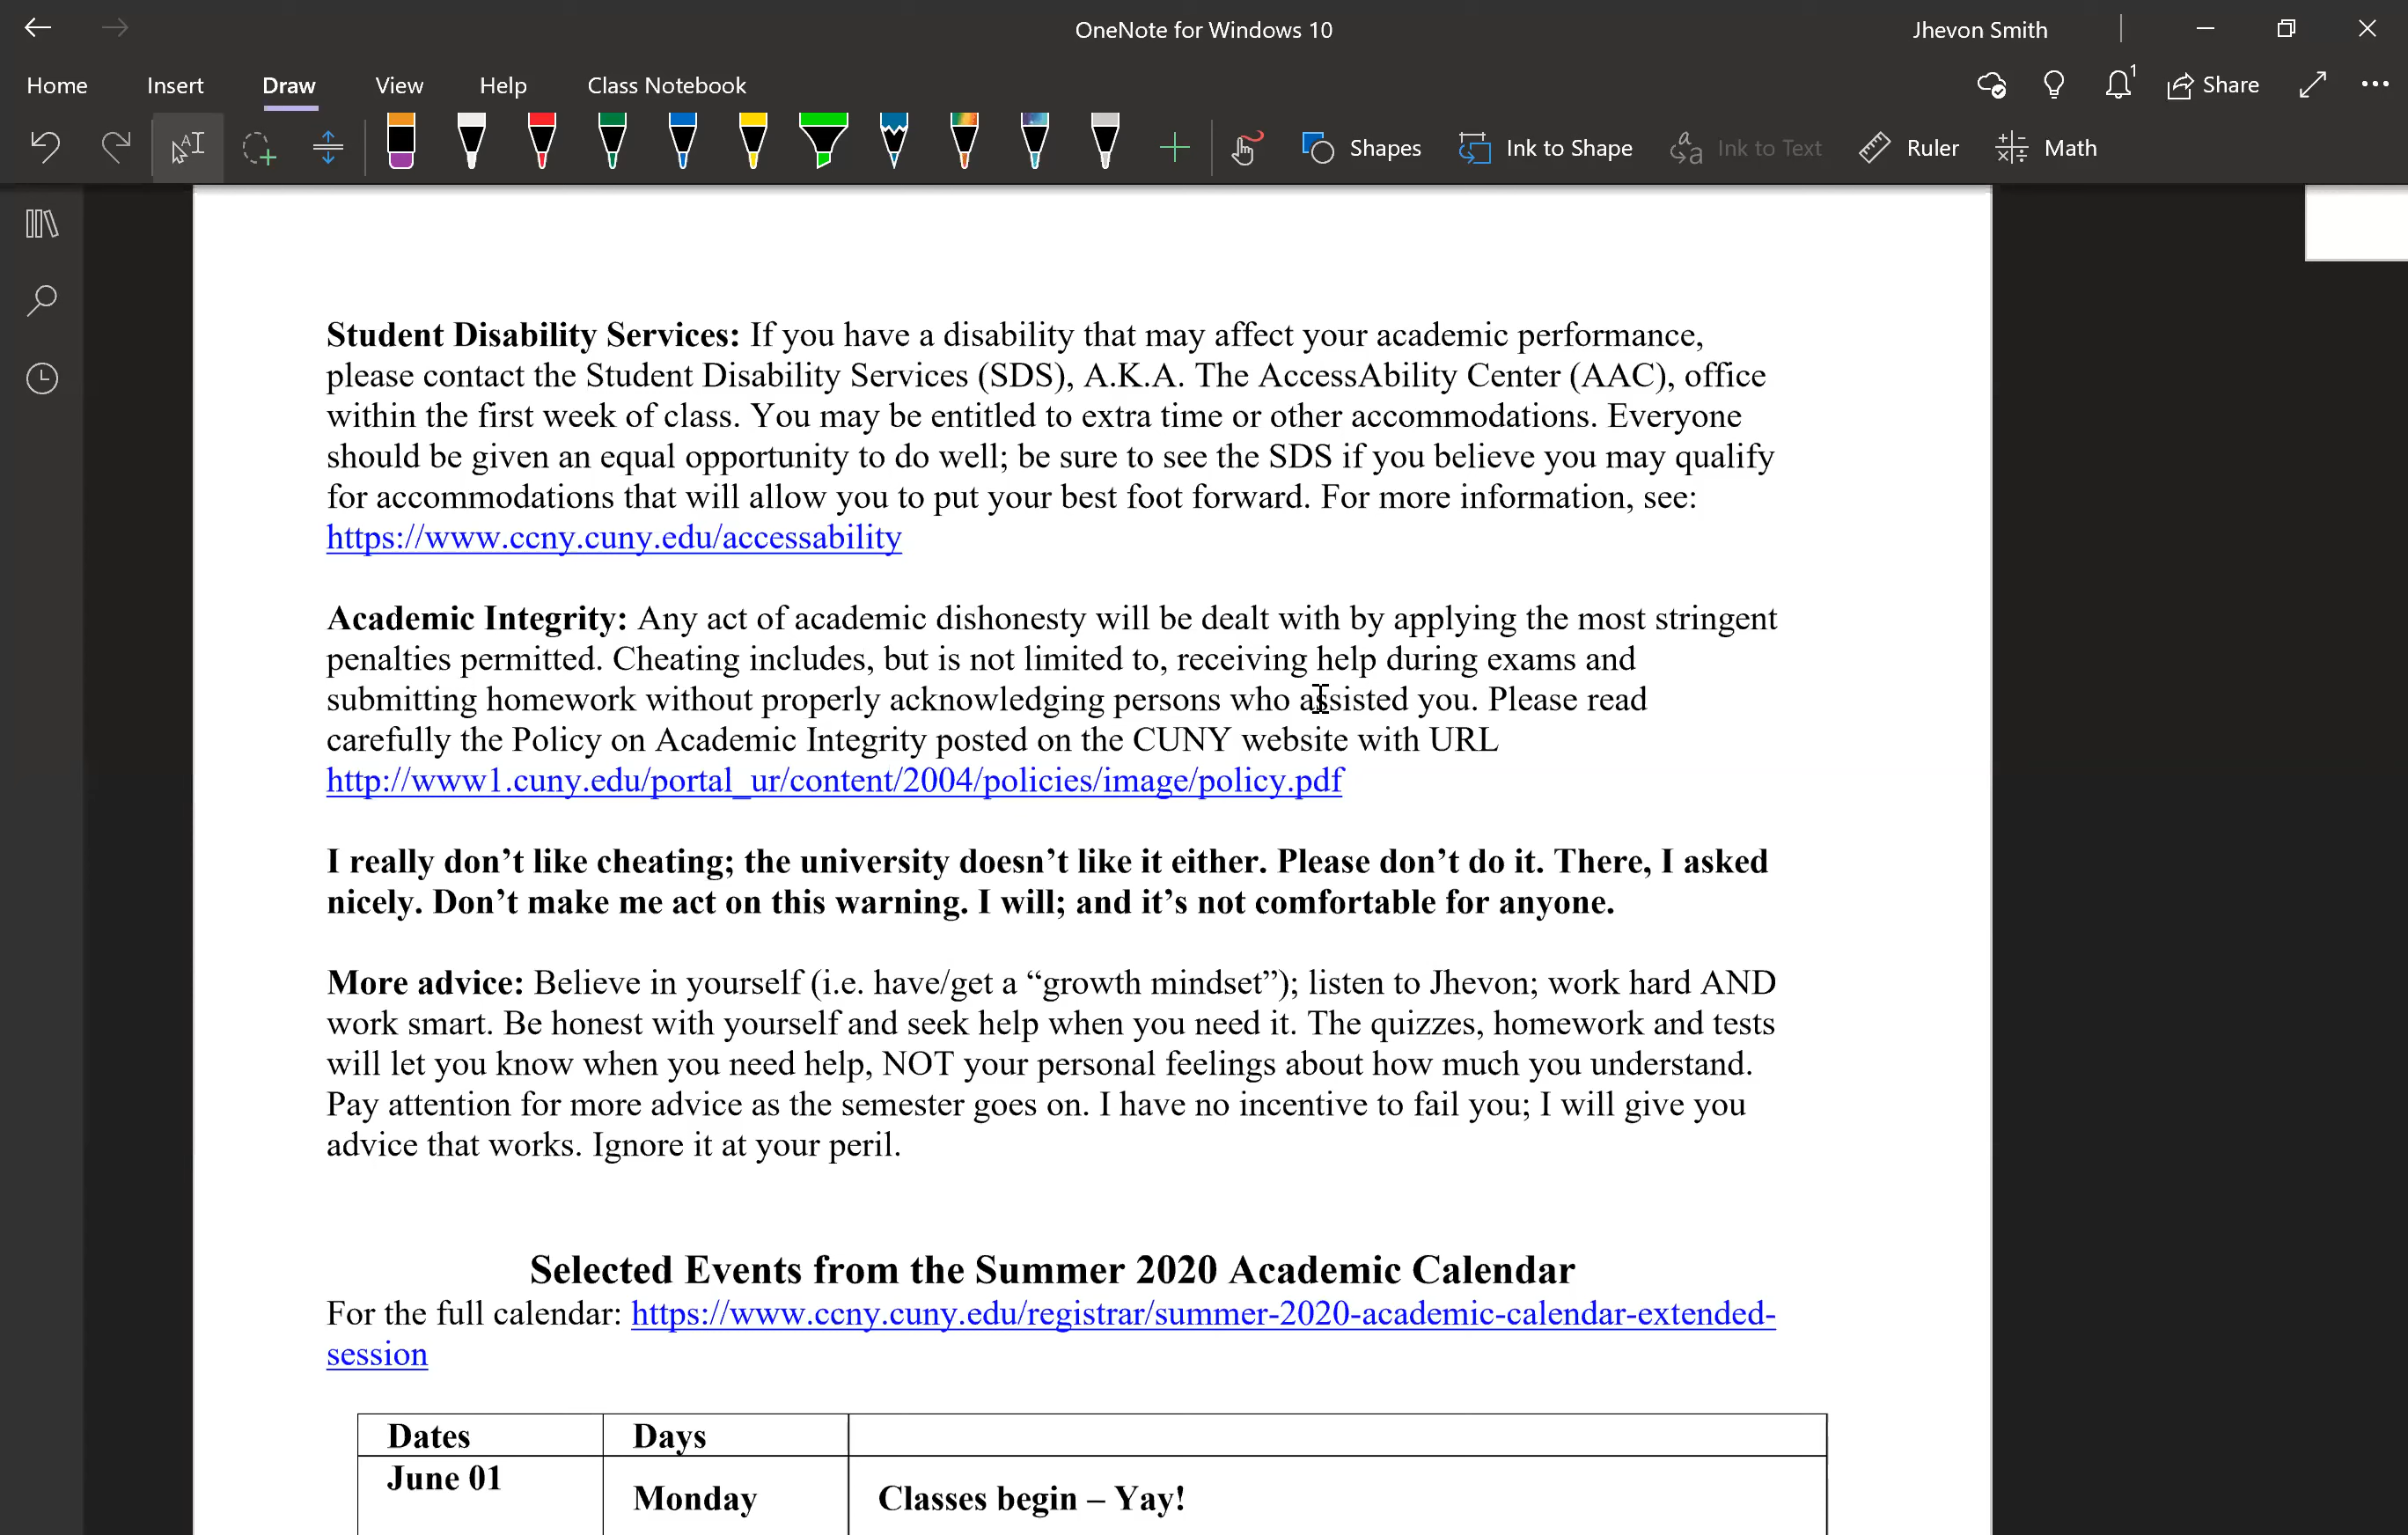 OneNote for Windows 10
Jhevon Smith
Home Insert Draw View Help Class Notebook
1
Share
Shapes Ink to Shape Ink to Text Ruler Math
Student Disability Services: If you have a disability that may affect your academic performance,
please contact the Student Disability Services (SDS), A.K.A. The AccessAbility Center (AAC), office
within the first week of class. You may be entitled to extra time or other accommodations. Everyone
should be given an equal opportunity to do well; be sure to see the SDS if you believe you may qualify
for accommodations that will allow you to put your best foot forward. For more information, see:
https://www.ccny.cuny.edu/accessability
Academic Integrity: Any act of academic dishonesty will be dealt with by applying the most stringent
penalties permitted. Cheating includes, but is not limited to, receiving help during exams and
submitting homework without properly acknowledging persons who assisted you. Please read
carefully the Policy on Academic Integrity posted on the CUNY website with URL
http://www1.cuny.edu/portal_ur/content/2004/policies/image/policy.pdf
I really don’t like cheating; the university doesn’t like it either. Please don’t do it. There, I asked
nicely. Don’t make me act on this warning. I will; and it’s not comfortable for anyone.
More advice: Believe in yourself (i.e. have/get a “growth mindset”); listen to Jhevon; work hard AND
work smart. Be honest with yourself and seek help when you need it. The quizzes, homework and tests
will let you know when you need help, NOT your personal feelings about how much you understand.
Pay attention for more advice as the semester goes on. I have no incentive to fail you; I will give you
advice that works. Ignore it at your peril.
Selected Events from the Summer 2020 Academic Calendar
For the full calendar: https://www.ccny.cuny.edu/registrar/summer-2020-academic-calendar-extended-
session
Dates Days
June 01 Monday Classes begin – Yay!